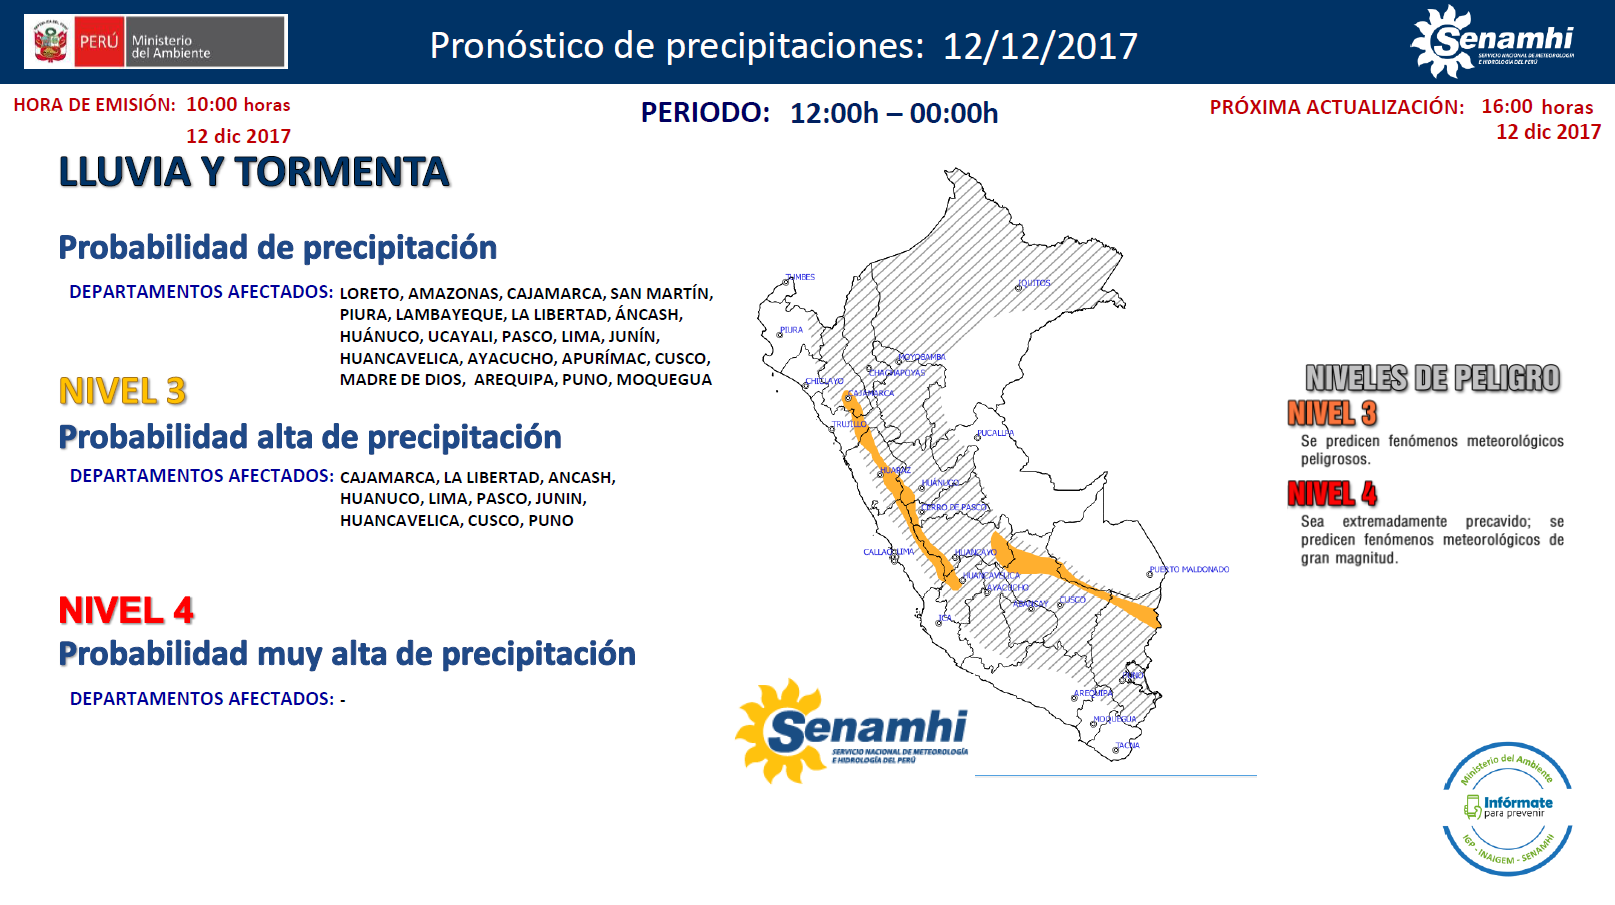 PERÚ
Ministerio
del Ambiente
Pronóstico de precipitaciones: 12/12/2017
Senamhi
SERVICIO NACIONAL DE METEOROLOGÍA
E HIDROLOGÍA DEL PERÚ
HORA DE EMISIÓN: 10:00 horas
12 dic 2017
PERIODO: 12:00h – 00:00h
PRÓXIMA ACTUALIZACIÓN: 16:00 horas
12 dic 2017
LLUVIA Y TORMENTA
Probabilidad de precipitación
DEPARTAMENTOS AFECTADOS: LORETO, AMAZONAS, CAJAMARCA, SAN MARTÍN,
PIURA, LAMBAYEQUE, LA LIBERTAD, ÁNCASH,
HUÁNUCO, UCAYALI, PASCO, LIMA, JUNÍN,
HUANCAVELICA, AYACUCHO, APURÍMAC, CUSCO,
MADRE DE DIOS, AREQUIPA, PUNO, MOQUEGUA
NIVEL 3
Probabilidad alta de precipitación
DEPARTAMENTOS AFECTADOS: CAJAMARCA, LA LIBERTAD, ANCASH,
HUANUCO, LIMA, PASCO, JUNIN,
HUANCAVELICA, CUSCO, PUNO
NIVEL 4
Probabilidad muy alta de precipitación
DEPARTAMENTOS AFECTADOS: -
TUMBES
IQUITOS
PIURA
MOYOBAMBA
CHACHAPOYAS
CHICLAYO
CAJAMARCA
TRUJILLO
PUCALLPA
HUARAZ
HUANUCO
CERRO DE PASCO
CALLAO
LIMA
HUANCAYO
PUERTO MALDONADO
HUANCAVELICA
AYACUCHO
ABANCAY
CUSCO
ICA
PUNO
AREQUIPA
MOQUEGUA
TACNA
Senamhi
SERVICIO NACIONAL DE METEOROLOGÍA
E HIDROLOGÍA DEL PERÚ
NIVELES DE PELIGRO
NIVEL 3
Se predicen fenómenos meteorológicos
peligrosos.
NIVEL 4
Sea extremadamente precavido; se
predicen fenómenos meteorológicos de
gran magnitud.
Ministerio del Ambiente
Infórmate
para prevenir
IGP - INAIGEM - SENAMHI